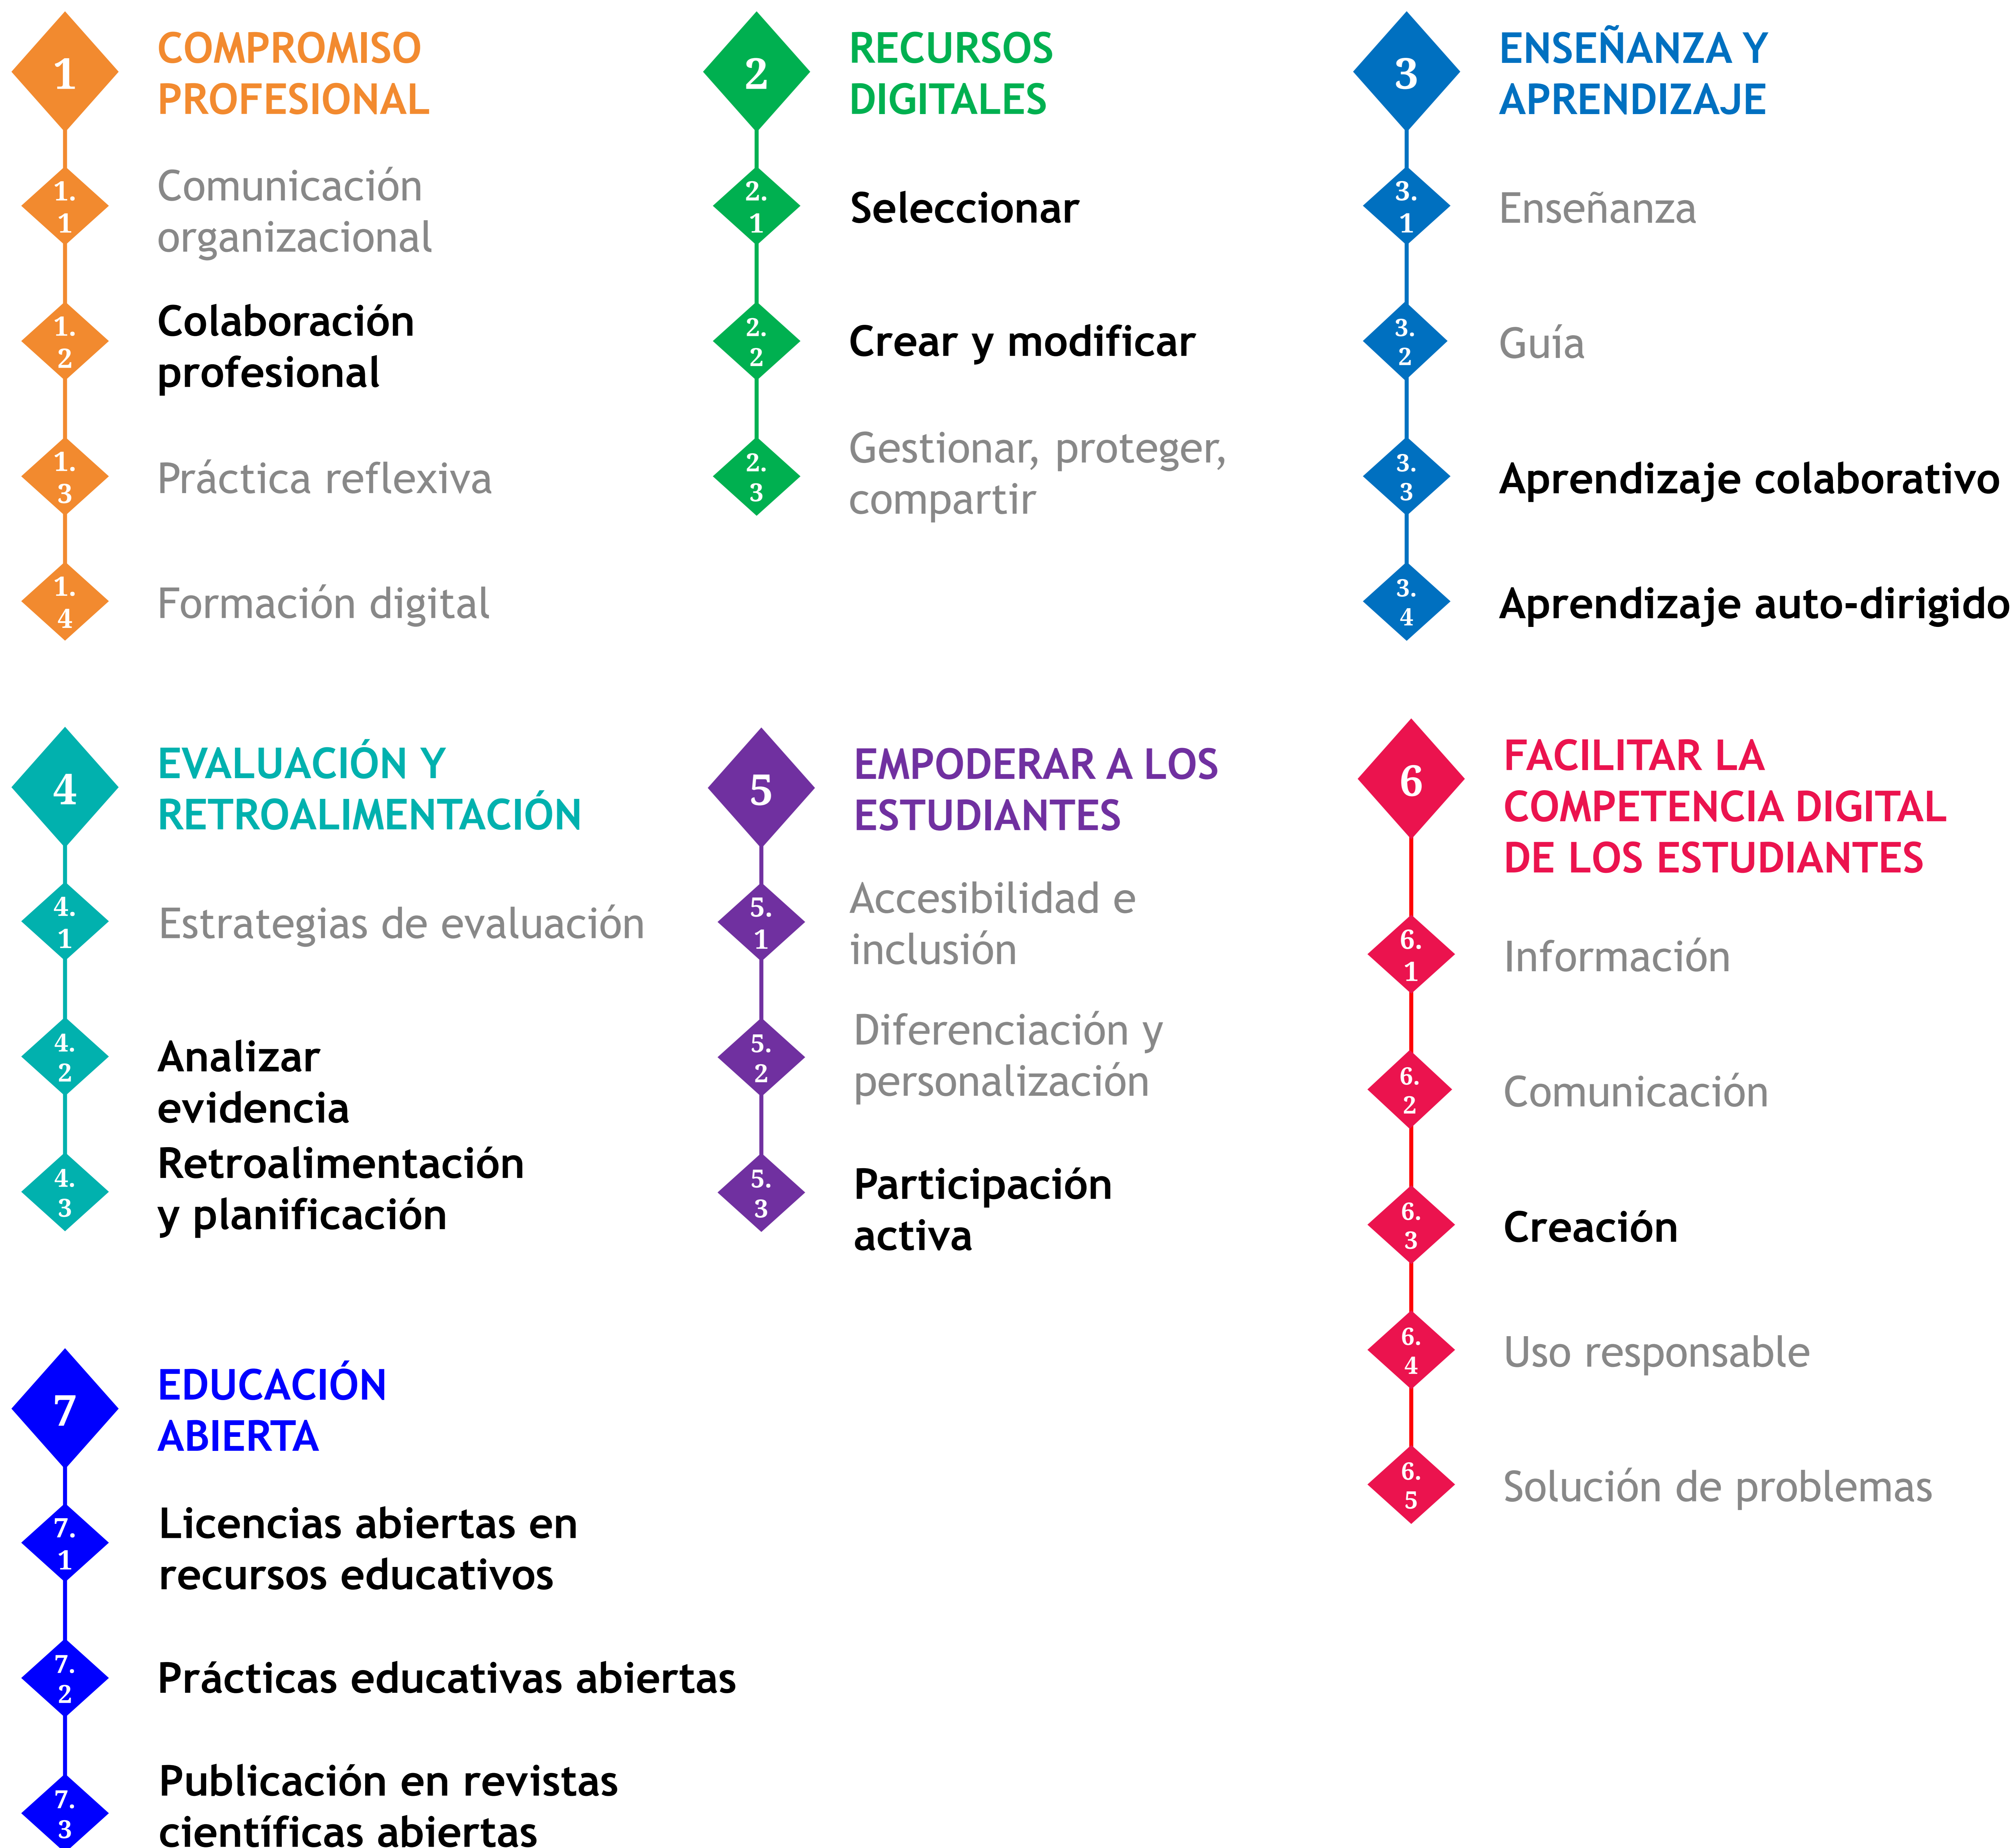 1
COMPROMISO
PROFESIONAL
1.
1
Comunicación
organizacional
1.
2
Colaboración
profesional
1.
3
Práctica reflexiva
1.
4
Formación digital
2
RECURSOS
DIGITALES
2.
1
Seleccionar
2.
2
Crear y modificar
2.
3
Gestionar, proteger,
compartir
3
ENSEÑANZA Y
APRENDIZAJE
3.
1
Enseñanza
3.
2
Guía
3.
3
Aprendizaje colaborativo
3.
4
Aprendizaje auto-dirigido
4
EVALUACIÓN Y
RETROALIMENTACIÓN
4.
1
Estrategias de evaluación
4.
2
Analizar
evidencia
4.
3
Retroalimentación
y planificación
5
EMPODERAR A LOS
ESTUDIANTES
5.
1
Accesibilidad e
inclusión
5.
2
Diferenciación y
personalización
5.
3
Participación
activa
6
FACILITAR LA
COMPETENCIA DIGITAL
DE LOS ESTUDIANTES
6.
1
Información
6.
2
Comunicación
6.
3
Creación
6.
4
Uso responsable
6.
5
Solución de problemas
7
EDUCACIÓN
ABIERTA
7.
1
Licencias abiertas en
recursos educativos
7.
2
Prácticas educativas abiertas
7.
3
Publicación en revistas
científicas abiertas